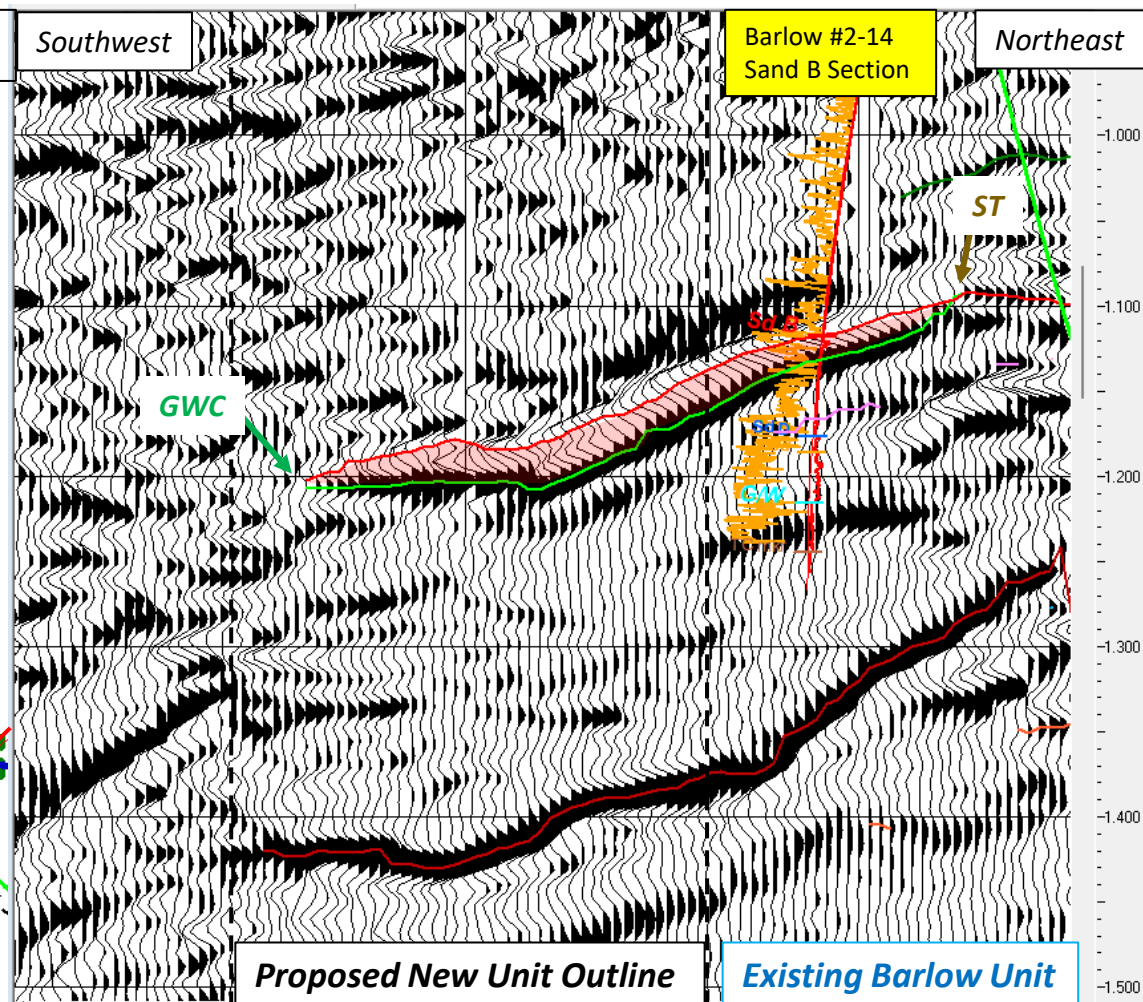 Southwest
Barlow #2-14
Sand B Section
Northeast
-1.000
ST
-1.100
Sd B
GWC
-1.200
G/W
-1.300
-1.400
Proposed New Unit Outline
Existing Barlow Unit
-1.500